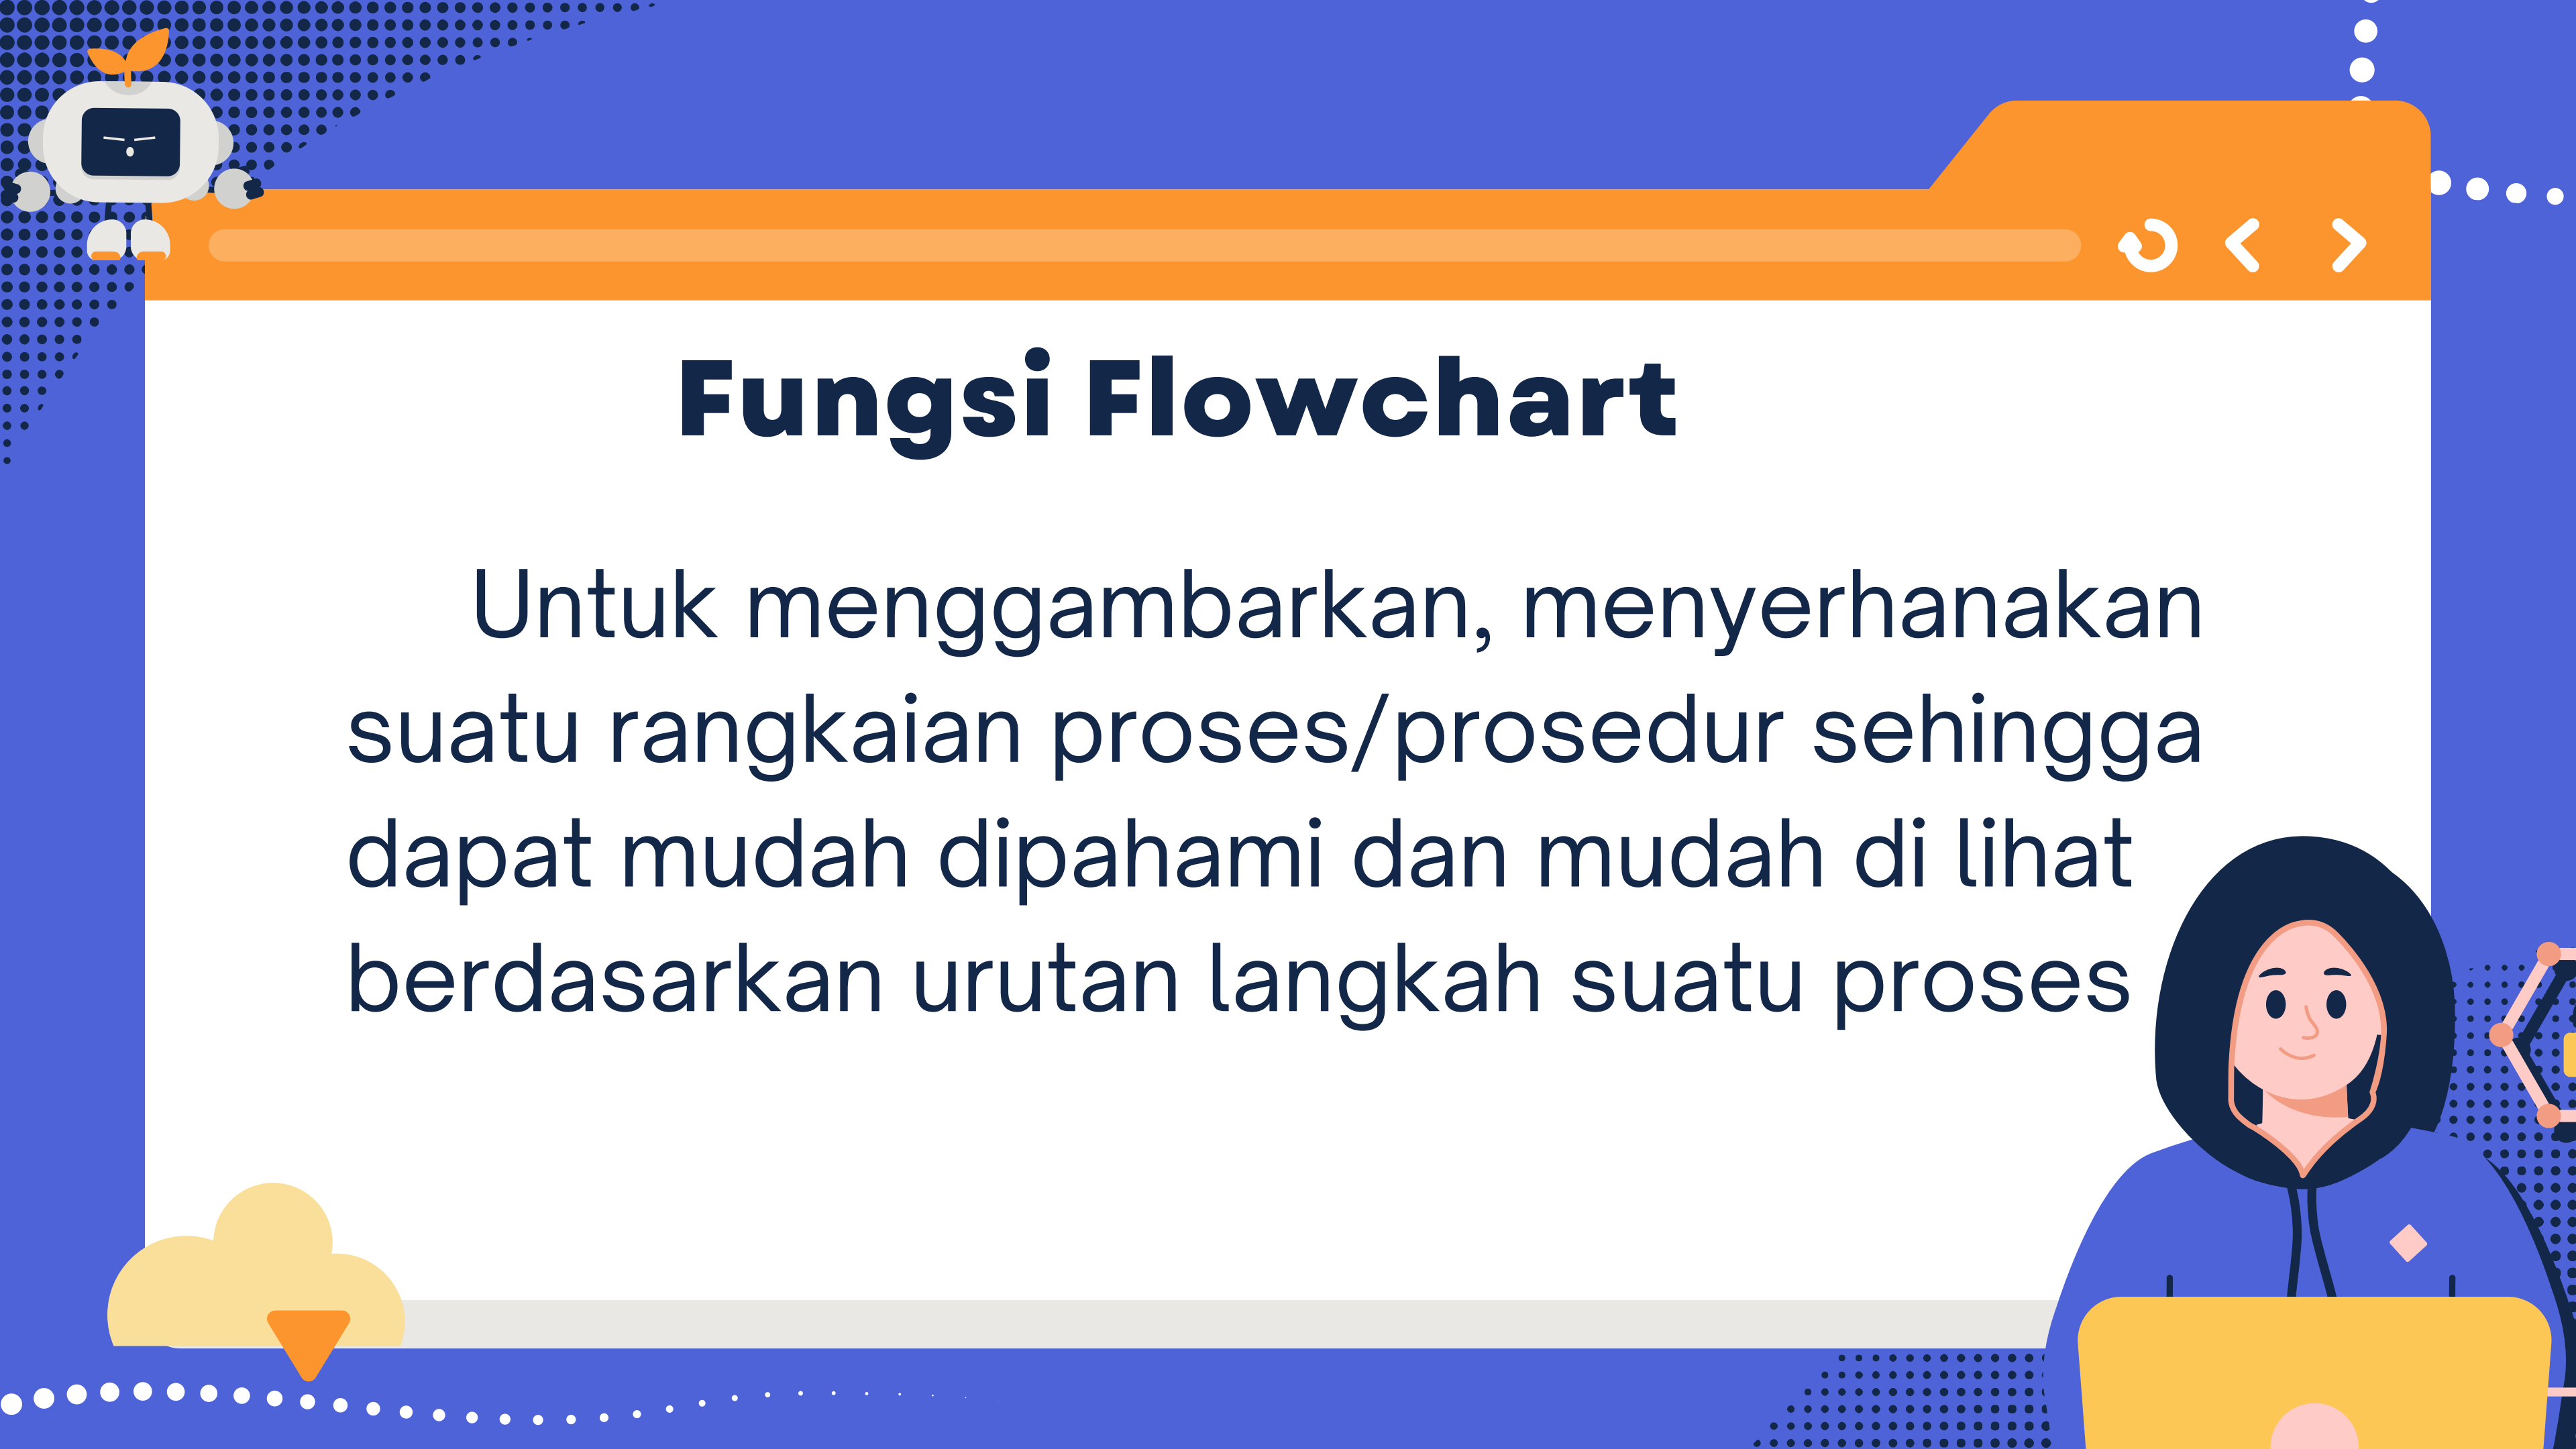 Fungsi Flowchart
Untuk menggambarkan, menyerhanakan
suatu rangkaian proses/prosedur sehingga
dapat mudah dipahami dan mudah di lihat
berdasarkan urutan langkah suatu proses